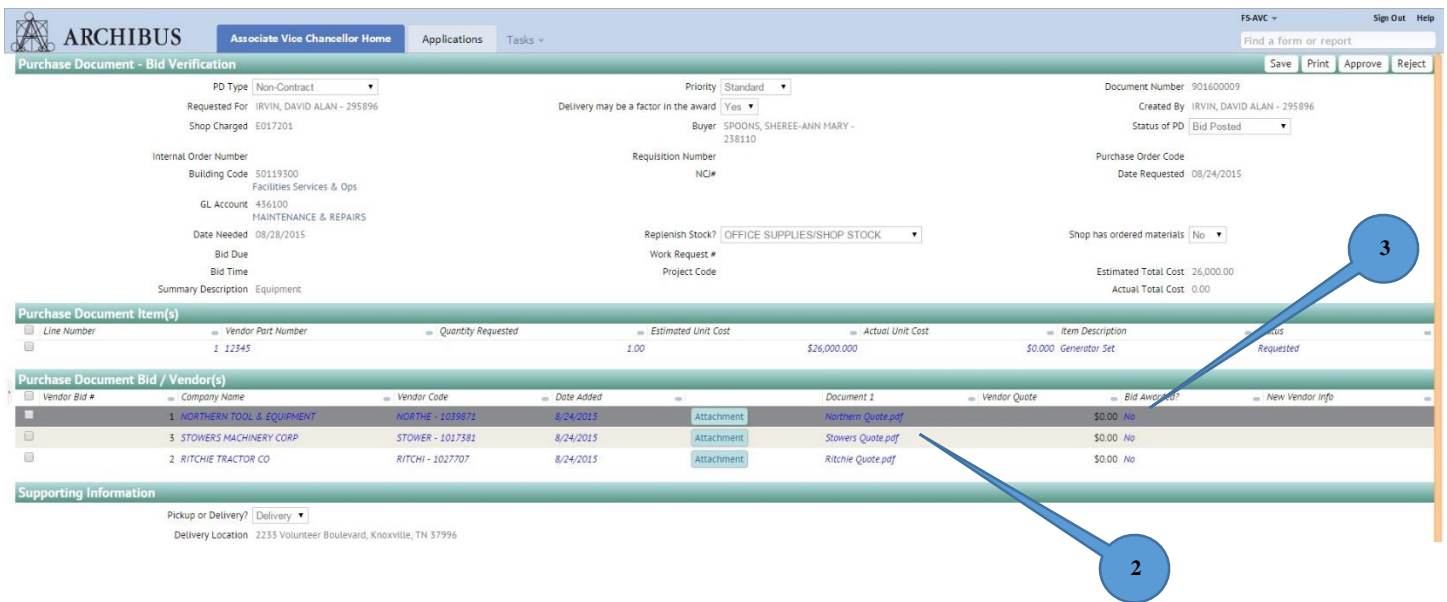 FS-AVC Sign Out Help
ARCHIBUS Associate Vice Chancellor Home Applications Tasks Find a form or report
Purchase Document - Bid Verification Save Print Approve Reject
PD Type Non-Contract Priority Standard Document Number 901600009
Requested For IRVIN, DAVID ALAN - 295896 Delivery may be a factor in the award Yes Created By IRVIN, DAVID ALAN - 295896
Shop Charged E017201 Buyer SPOONS, SHEREE-ANN MARY - Status of PD Bid Posted
238110
Internal Order Number Requisition Number Purchase Order Code
Building Code 50119300 NCJ# Date Requested 08/24/2015
Facilities Services & Ops
GL Account 436100
MAINTENANCE & REPAIRS
Date Needed 08/28/2015 Replenish Stock? OFFICE SUPPLIES/SHOP STOCK Shop has ordered materials No
3
Bid Due Work Request #
Bid Time Project Code Estimated Total Cost 26,000.00
Summary Description Equipment Actual Total Cost 0.00
Purchase Document Item(s)
Line Number Vendor Part Number Quantity Requested Estimated Unit Cost Actual Unit Cost Item Description
1 12345 1.00 $26,000.000 $0.000 Generator Set Requested
Purchase Document Bid / Vendor(s)
Vendor Bid # Company Name Vendor Code Date Added Document 1 Vendor Quote Bid Awarded? New Vendor Info
1 NORTHERN TOOL & EQUIPMENT NORTHE - 1039871 8/24/2015 Attachment Northern Quote.pdf $0.00 No
3 STOWERS MACHINERY CORP STOWER - 1017381 8/24/2015 Attachment Stowers Quote.pdf $0.00 No
2 RITCHIE TRACTOR CO RITCHI - 1027707 8/24/2015 Attachment Ritchie Quote.pdf $0.00 No
Supporting Information
Pickup or Delivery? Delivery
Delivery Location 2233 Volunteer Boulevard, Knoxville, TN 37996
2